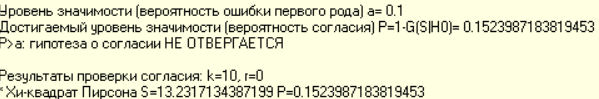 Уровень значимости (вероятность ошибки первого рода) a= 0.1
Достигаемый уровень значимости (вероятность согласия) P=1-G(S|H0)= 0.1523987183819453
P>a: гипотеза о согласии НЕ ОТВЕРГАЕТСЯ
Результаты проверки согласия: k=10, r=0
*Хи-квадрат Пирсона S=13.2317134387199 P=0.1523987183819453